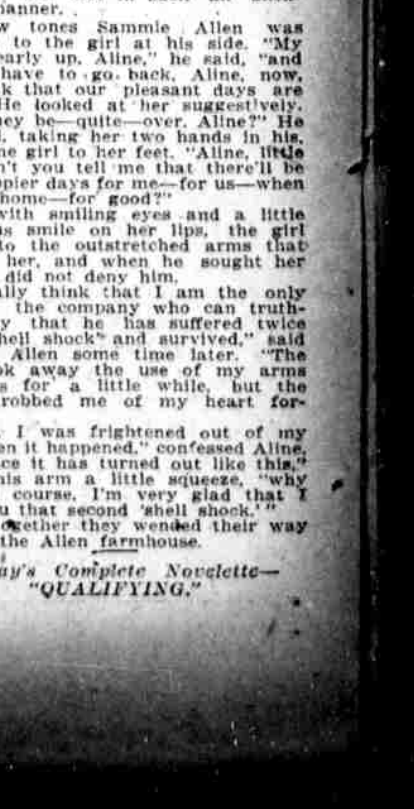 manner.
w tones Sammie Allen was
to the girl at his side. "My
early up, Aline," he said, "and
have to go back, Aline, now,
k that our pleasant days are
He looked at her suggestively.
ey be—quite—over, Aline?" He
, taking her two hands in his,
he girl to her feet. "Aline, little
n't you tell me that there'll be
pier days for me—for us—when
home—for good?"
with smiling eyes and a little
s smile on her lips, the girl
to the outstretched arms that
her, and when he sought her
did not deny him.
ally think that I am the only
the company who can truth-
y that he has suffered twice
hell shock' and survived," said
Allen some time later. "The
ok away the use of my arms
s for a little while, but the
robbed me of my heart for-
I was frightened out of my
en it happened," confessed Aline,
ce it has turned out like this,"
his arm a little squeeze, "why
course, I'm very glad that I
u that second 'shell shock.'"
ogether they wended their way
the Allen farmhouse.
ay's Complete Novelette—
"QUALIFYING."